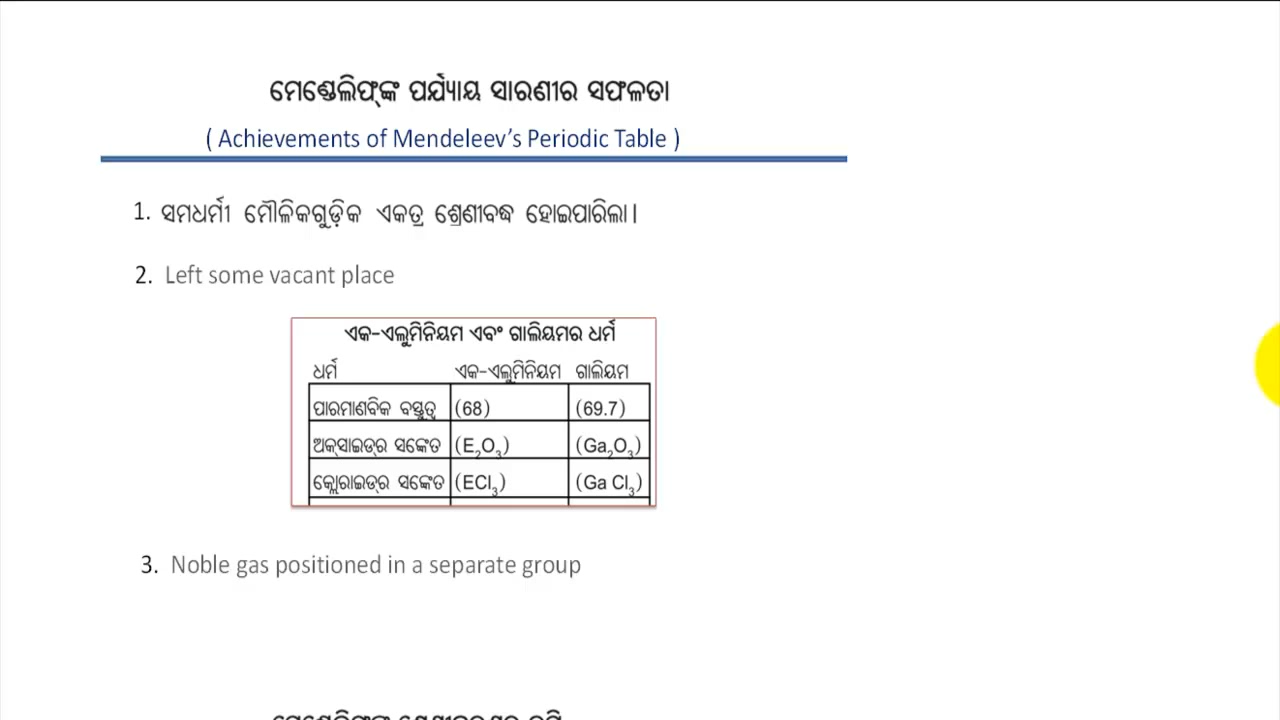 ମେଣ୍ଡେଲିଫ୍‌ଙ୍କ ପର୍ଯ୍ୟାୟ ସାରଣୀର ସଫଳତା
( Achievements of Mendeleev’s Periodic Table )
1. ସମଧର୍ମୀ ମୌଳିକଗୁଡ଼ିକ ଏକତ୍ର ଶ୍ରେଣୀବଦ୍ଧ ହୋଇପାରିଲା।
2. Left some vacant place
ଏକ-ଏଲୁମିନିୟମ ଏବଂ ଗାଲିୟମର ଧର୍ମ
ଧର୍ମ ଏକ-ଏଲୁମିନିୟମ ଗାଲିୟମ
ପାରମାଣବିକ ବସ୍ତୁତ୍ୱ (68) (69.7)
ଅକ୍‌ସାଇଡ୍‌ର ସଙ୍କେତ (E₂O₃) (Ga₂O₃)
କ୍ଲୋରାଇଡ୍‌ର ସଙ୍କେତ (ECl₃) (Ga Cl₃)
3. Noble gas positioned in a separate group